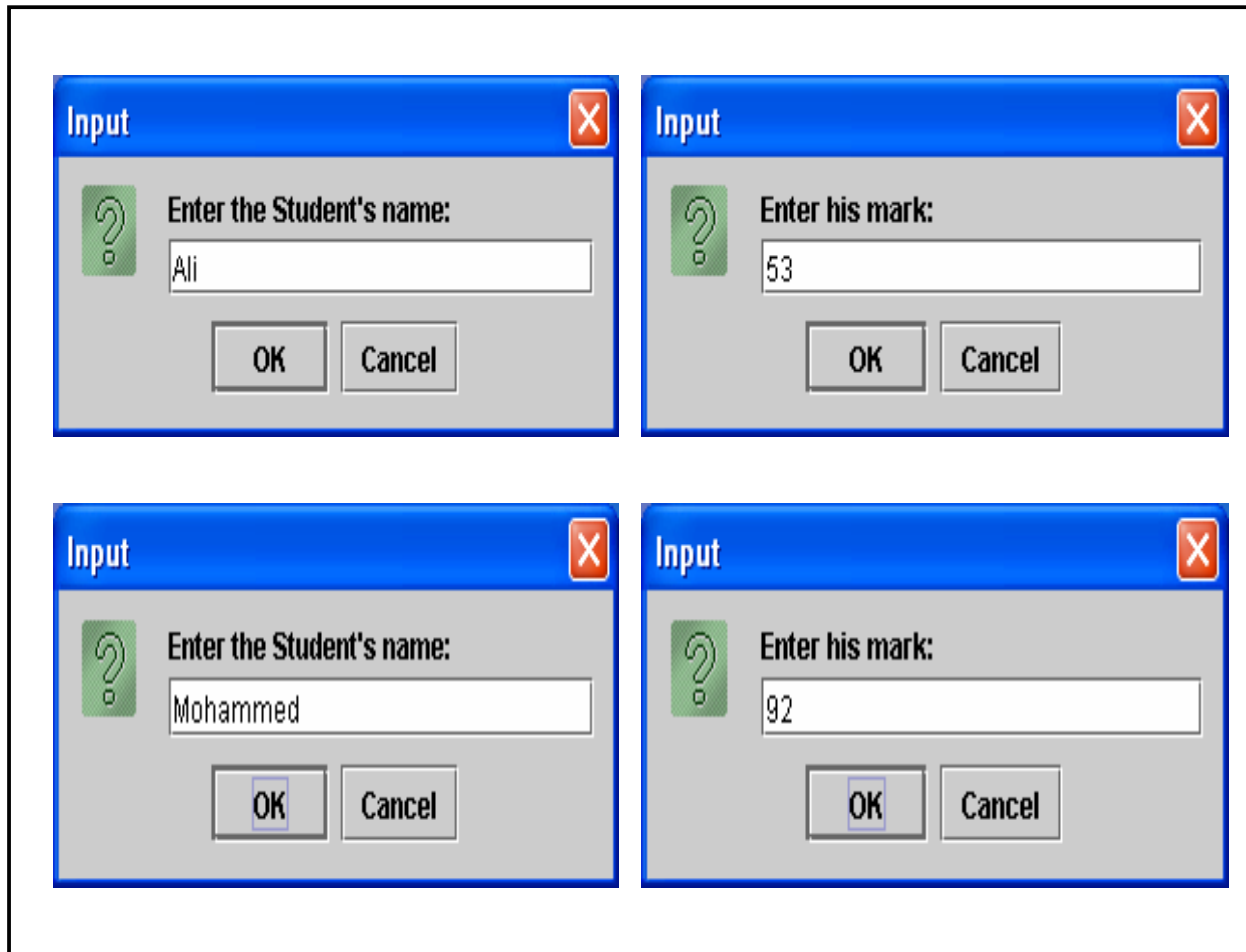 Input
Enter the Student's name:
Ali
OK Cancel
Input
Enter his mark:
53
OK Cancel
Input
Enter the Student's name:
Mohammed
OK Cancel
Input
Enter his mark:
92
OK Cancel